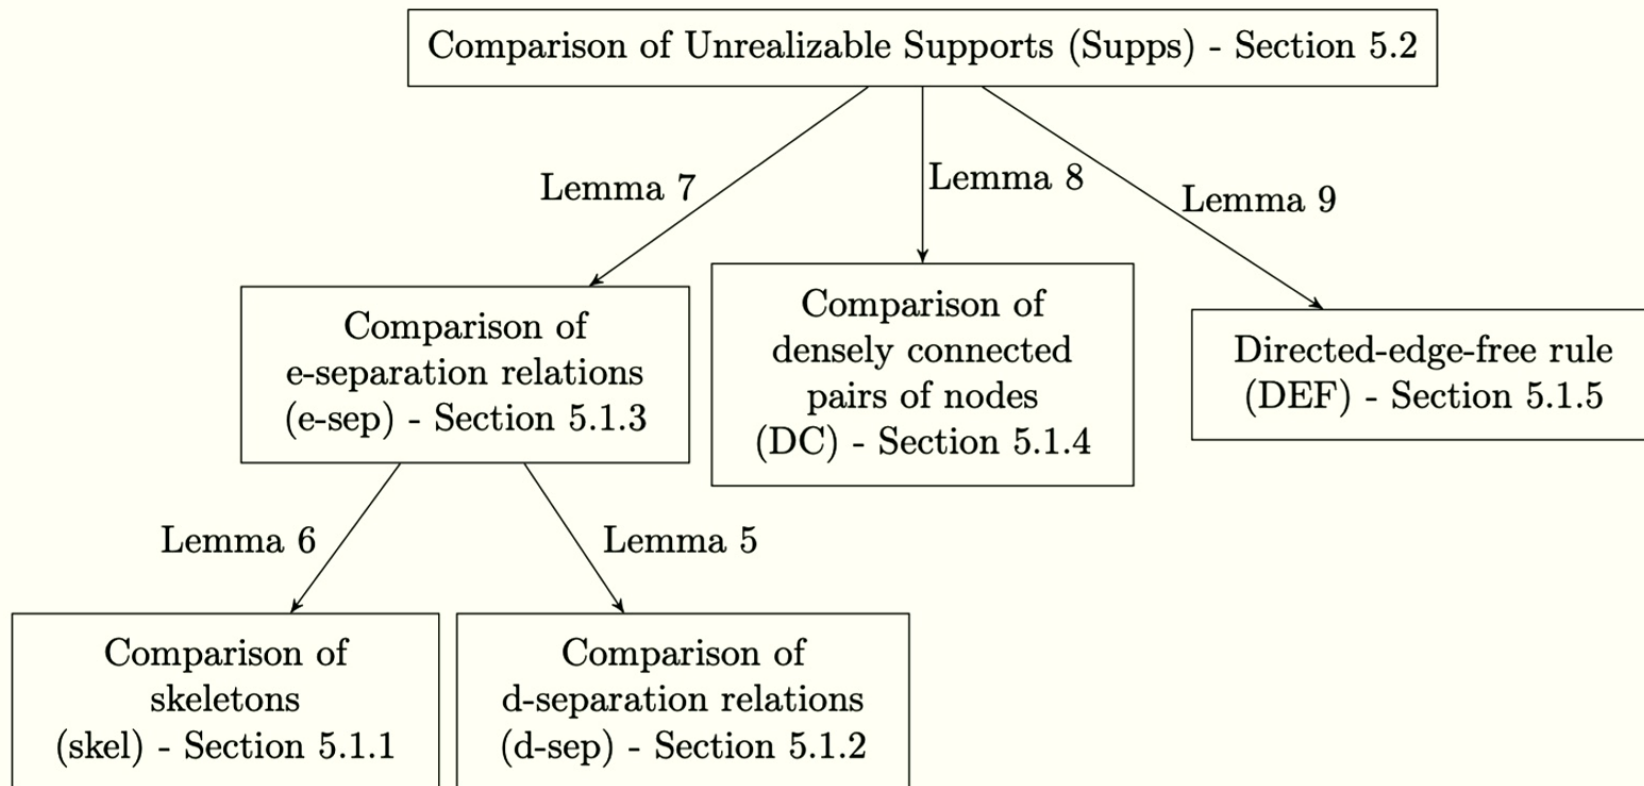 Comparison of Unrealizable Supports (Supps) - Section 5.2
Lemma 7
Lemma 8
Lemma 9
Comparison of
e-separation relations
(e-sep) - Section 5.1.3
Comparison of
densely connected
pairs of nodes
(DC) - Section 5.1.4
Directed-edge-free rule
(DEF) - Section 5.1.5
Lemma 6
Lemma 5
Comparison of
skeletons
(skel) - Section 5.1.1
Comparison of
d-separation relations
(d-sep) - Section 5.1.2